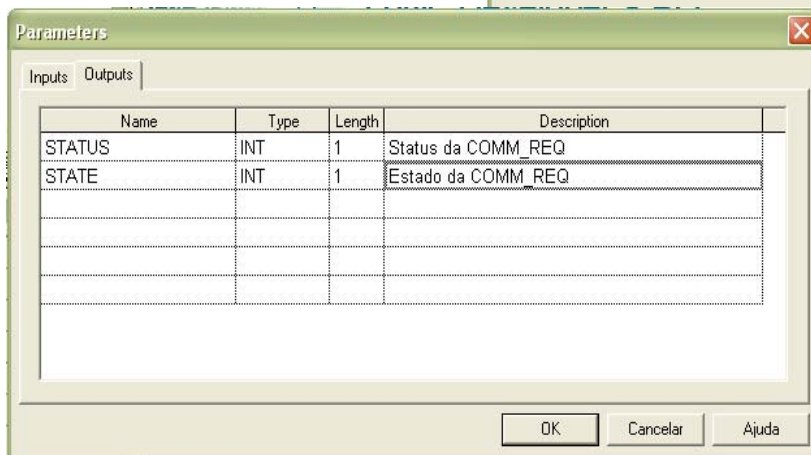 Parameters
Inputs Outputs
Name Type Length Description
STATUS INT 1 Status da COMM_REQ
STATE INT 1 Estado da COMM_REQ
OK Cancelar Ajuda